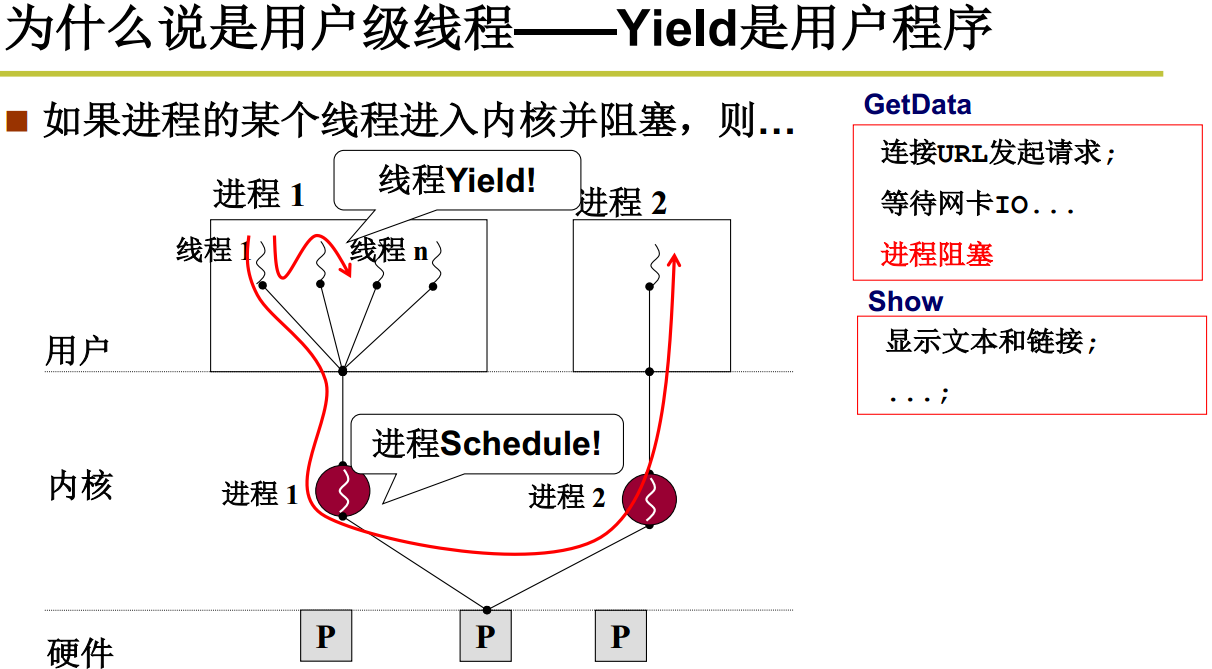 为什么说是用户级线程——Yield是用户程序
如果进程的某个线程进入内核并阻塞，则...
GetData
连接URL发起请求;
等待网卡IO...
进程阻塞
Show
显示文本和链接;
...;
进程 1
线程Yield!
进程 2
线程 1
线程 n
用户
进程Schedule!
内核
进程 1
进程 2
硬件
P
P
P